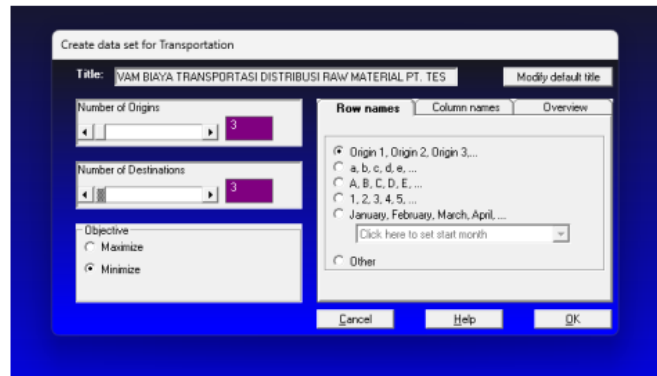 Create data set for Transportation
Title: VAM BIAYA TRANSPORTASI DISTRIBUSI RAW MATERIAL PT. TES Modify default title
Number of Origins
3
Number of Destinations
3
Objective
Maximize
Minimize
Row names Column names Overview
Origin 1, Origin 2, Origin 3,...
a, b, c, d, e, ...
A, B, C, D, E, ...
1, 2, 3, 4, 5, ...
January, February, March, April, ...
Click here to set start month
Other
Cancel Help OK